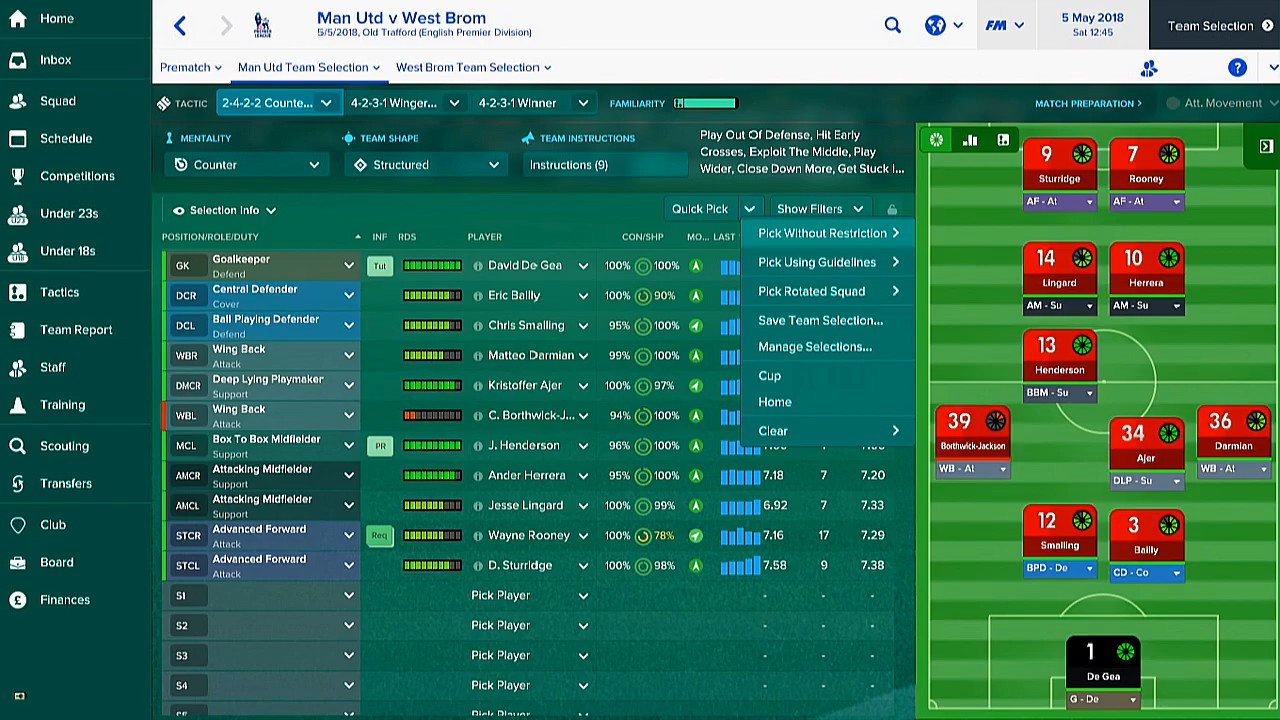 Home
Inbox
Squad
Schedule
Competitions
Under 23s
Under 18s
Tactics
Team Report
Staff
Training
Scouting
Transfers
Club
Board
Finances
Man Utd v West Brom
5/5/2018, Old Trafford (English Premier Division)
FM
5 May 2018
Sat 12:45
Team Selection
Prematch
Man Utd Team Selection
West Brom Team Selection
?
TACTIC
2-4-2-2 Counte...
4-2-3-1 Winger...
4-2-3-1 Winner
FAMILIARITY
MATCH PREPARATION >
Att. Movement
MENTALITY
TEAM SHAPE
TEAM INSTRUCTIONS
Counter
Structured
Instructions (9)
Play Out Of Defense, Hit Early
Crosses, Exploit The Middle, Play
Wider, Close Down More, Get Stuck I...
Selection Info
Quick Pick
Show Filters
POSITION/ROLE/DUTY INF RDS PLAYER CON/SHP MO... LAST
Pick Without Restriction
Pick Using Guidelines
Pick Rotated Squad
Save Team Selection...
Manage Selections...
Cup
Home
Clear
GK Goalkeeper Tut David De Gea 100% 100%
Defend
DCR Central Defender Eric Bailly 100% 90%
Cover
DCL Ball Playing Defender Chris Smalling 95% 100%
Defend
WBR Wing Back Matteo Darmian 99% 100%
Attack
DMCR Deep Lying Playmaker Kristoffer Ajer 100% 97%
Support
WBL Wing Back C. Borthwick-J... 94% 100%
Attack
MCL Box To Box Midfielder PR J. Henderson 96% 100%
Support
AMCR Attacking Midfielder Ander Herrera 95% 100% 7.18 7 7.20
Support
AMCL Attacking Midfielder Jesse Lingard 100% 99% 6.92 7 7.33
Support
STCR Advanced Forward Req Wayne Rooney 100% 78% 7.16 17 7.29
Attack
STCL Advanced Forward D. Sturridge 100% 98% 7.58 9 7.38
Attack
S1 Pick Player - - -
S2 Pick Player - - -
S3 Pick Player - - -
S4 Pick Player - - -
9 7
Sturridge Rooney
AF - At AF - At
14 10
Lingard Herrera
AM - Su AM - Su
13
Henderson
BBM - Su
39 34 36
Borthwick-Jackson Ajer Darmian
WB - At DLP - Su WB - At
12 3
Smalling Bailly
BPD - De CD - Co
1
De Gea
G - De